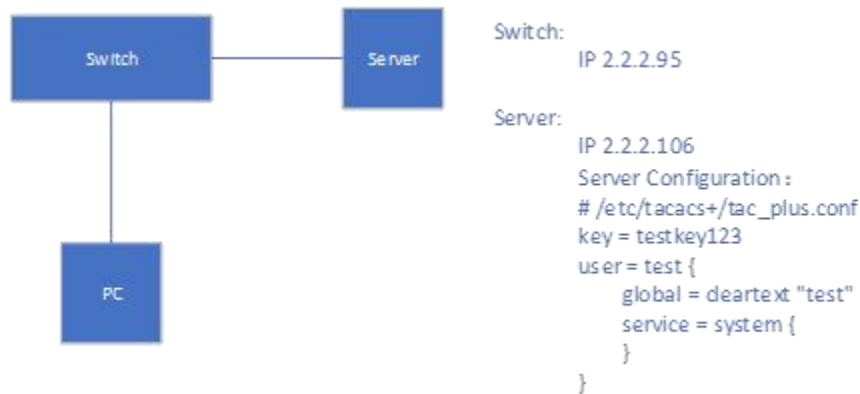 Switch
Server
PC
Switch:
IP 2.2.2.95
Server:
IP 2.2.2.106
Server Configuration：
# /etc/tacacs+/tac_plus.conf
key = testkey123
user = test {
global = deartext "test"
service = system {
}
}